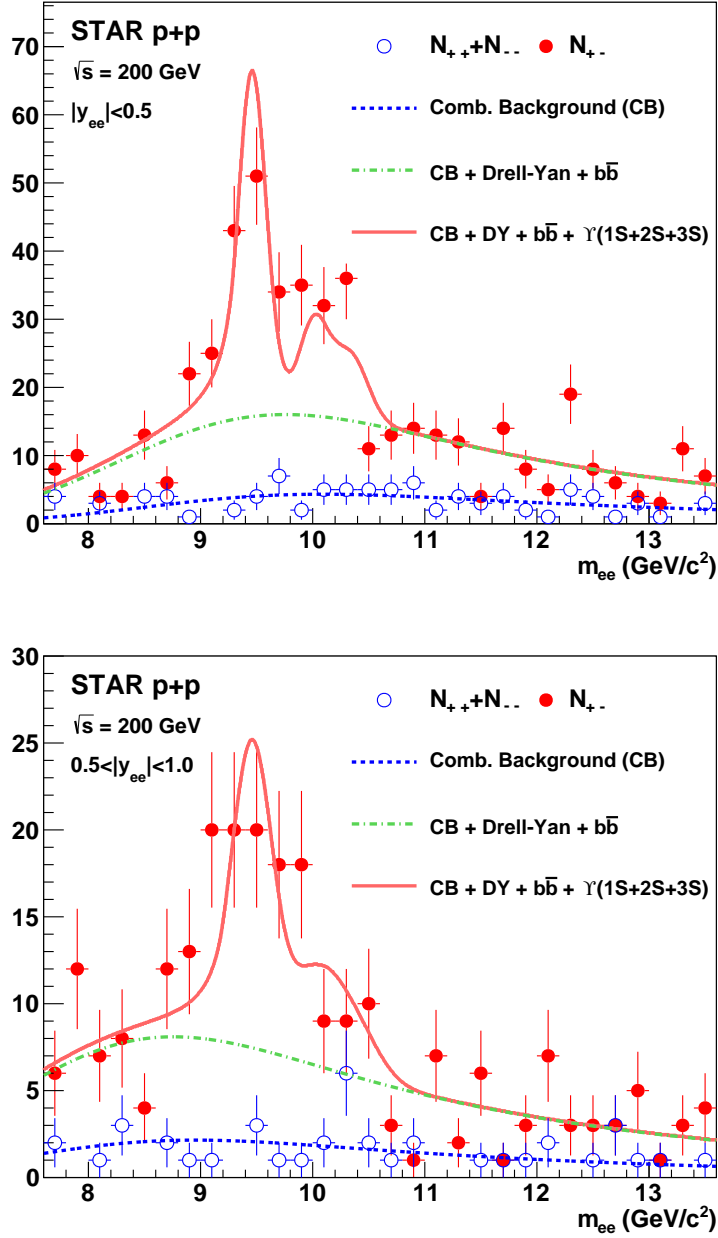 STAR p+p
√s = 200 GeV
|y_ee|<0.5
N_++ + N_-- N_+-
Comb. Background (CB)
CB + Drell-Yan + bb̅
CB + DY + bb̅ + ϒ(1S+2S+3S)
70
60
50
40
30
20
10
0
8 9 10 11 12 13
m_ee (GeV/c²)
30
STAR p+p
√s = 200 GeV
0.5<|y_ee|<1.0
N_++ + N_-- N_+-
Comb. Background (CB)
CB + Drell-Yan + bb̅
CB + DY + bb̅ + ϒ(1S+2S+3S)
25
20
15
10
5
0
8 9 10 11 12 13
m_ee (GeV/c²)